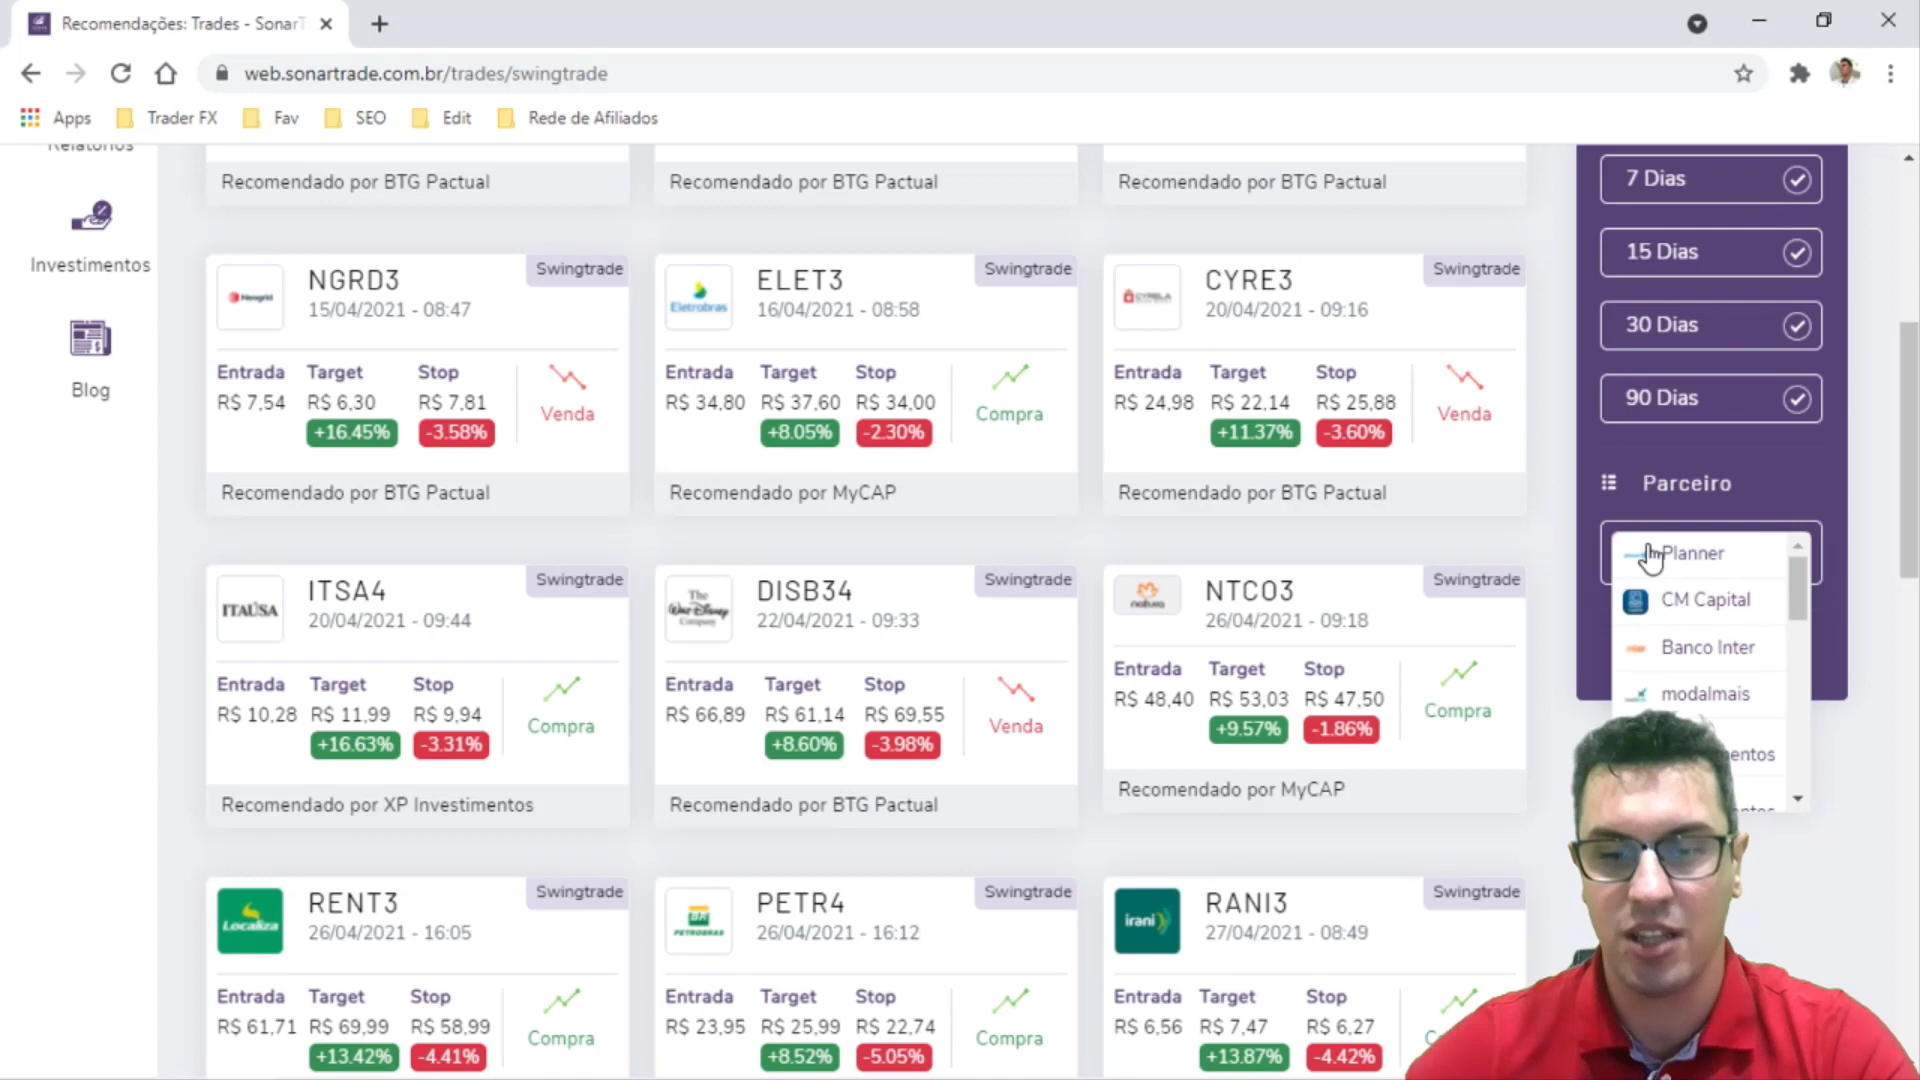 Recomendações: Trades - SonarT
web.sonartrade.com.br/trades/swingtrade
Apps Trader FX Fav SEO Edit Rede de Afiliados
Relatórios
Investimentos
Blog
Recomendado por BTG Pactual
Recomendado por BTG Pactual
Recomendado por BTG Pactual
NGRD3 Swingtrade
15/04/2021 - 08:47
Entrada Target Stop
R$ 7,54 R$ 6,30 R$ 7,81 Venda
+16.45% -3.58%
Recomendado por BTG Pactual
Eletrobras
ELET3 Swingtrade
16/04/2021 - 08:58
Entrada Target Stop
R$ 34,80 R$ 37,60 R$ 34,00 Compra
+8.05% -2.30%
Recomendado por MyCAP
CYRELA
CYRE3 Swingtrade
20/04/2021 - 09:16
Entrada Target Stop
R$ 24,98 R$ 22,14 R$ 25,88 Venda
+11.37% -3.60%
Recomendado por BTG Pactual
ITAÚSA
ITSA4 Swingtrade
20/04/2021 - 09:44
Entrada Target Stop
R$ 10,28 R$ 11,99 R$ 9,94 Compra
+16.63% -3.31%
Recomendado por XP Investimentos
The
Walt Disney
Company
DISB34 Swingtrade
22/04/2021 - 09:33
Entrada Target Stop
R$ 66,89 R$ 61,14 R$ 69,55 Venda
+8.60% -3.98%
Recomendado por BTG Pactual
natura
NTCO3 Swingtrade
26/04/2021 - 09:18
Entrada Target Stop
R$ 48,40 R$ 53,03 R$ 47,50 Compra
+9.57% -1.86%
Recomendado por MyCAP
Localiza
RENT3 Swingtrade
26/04/2021 - 16:05
Entrada Target Stop
R$ 61,71 R$ 69,99 R$ 58,99 Compra
+13.42% -4.41%
BR
PETROBRAS
PETR4 Swingtrade
26/04/2021 - 16:12
Entrada Target Stop
R$ 23,95 R$ 25,99 R$ 22,74 Compra
+8.52% -5.05%
irani
RANI3 Swingtrade
27/04/2021 - 08:49
Entrada Target Stop
R$ 6,56 R$ 7,47 R$ 6,27 C
+13.87% -4.42%
7 Dias
15 Dias
30 Dias
90 Dias
Parceiro
Planner
CM Capital
Banco Inter
modalmais
entos